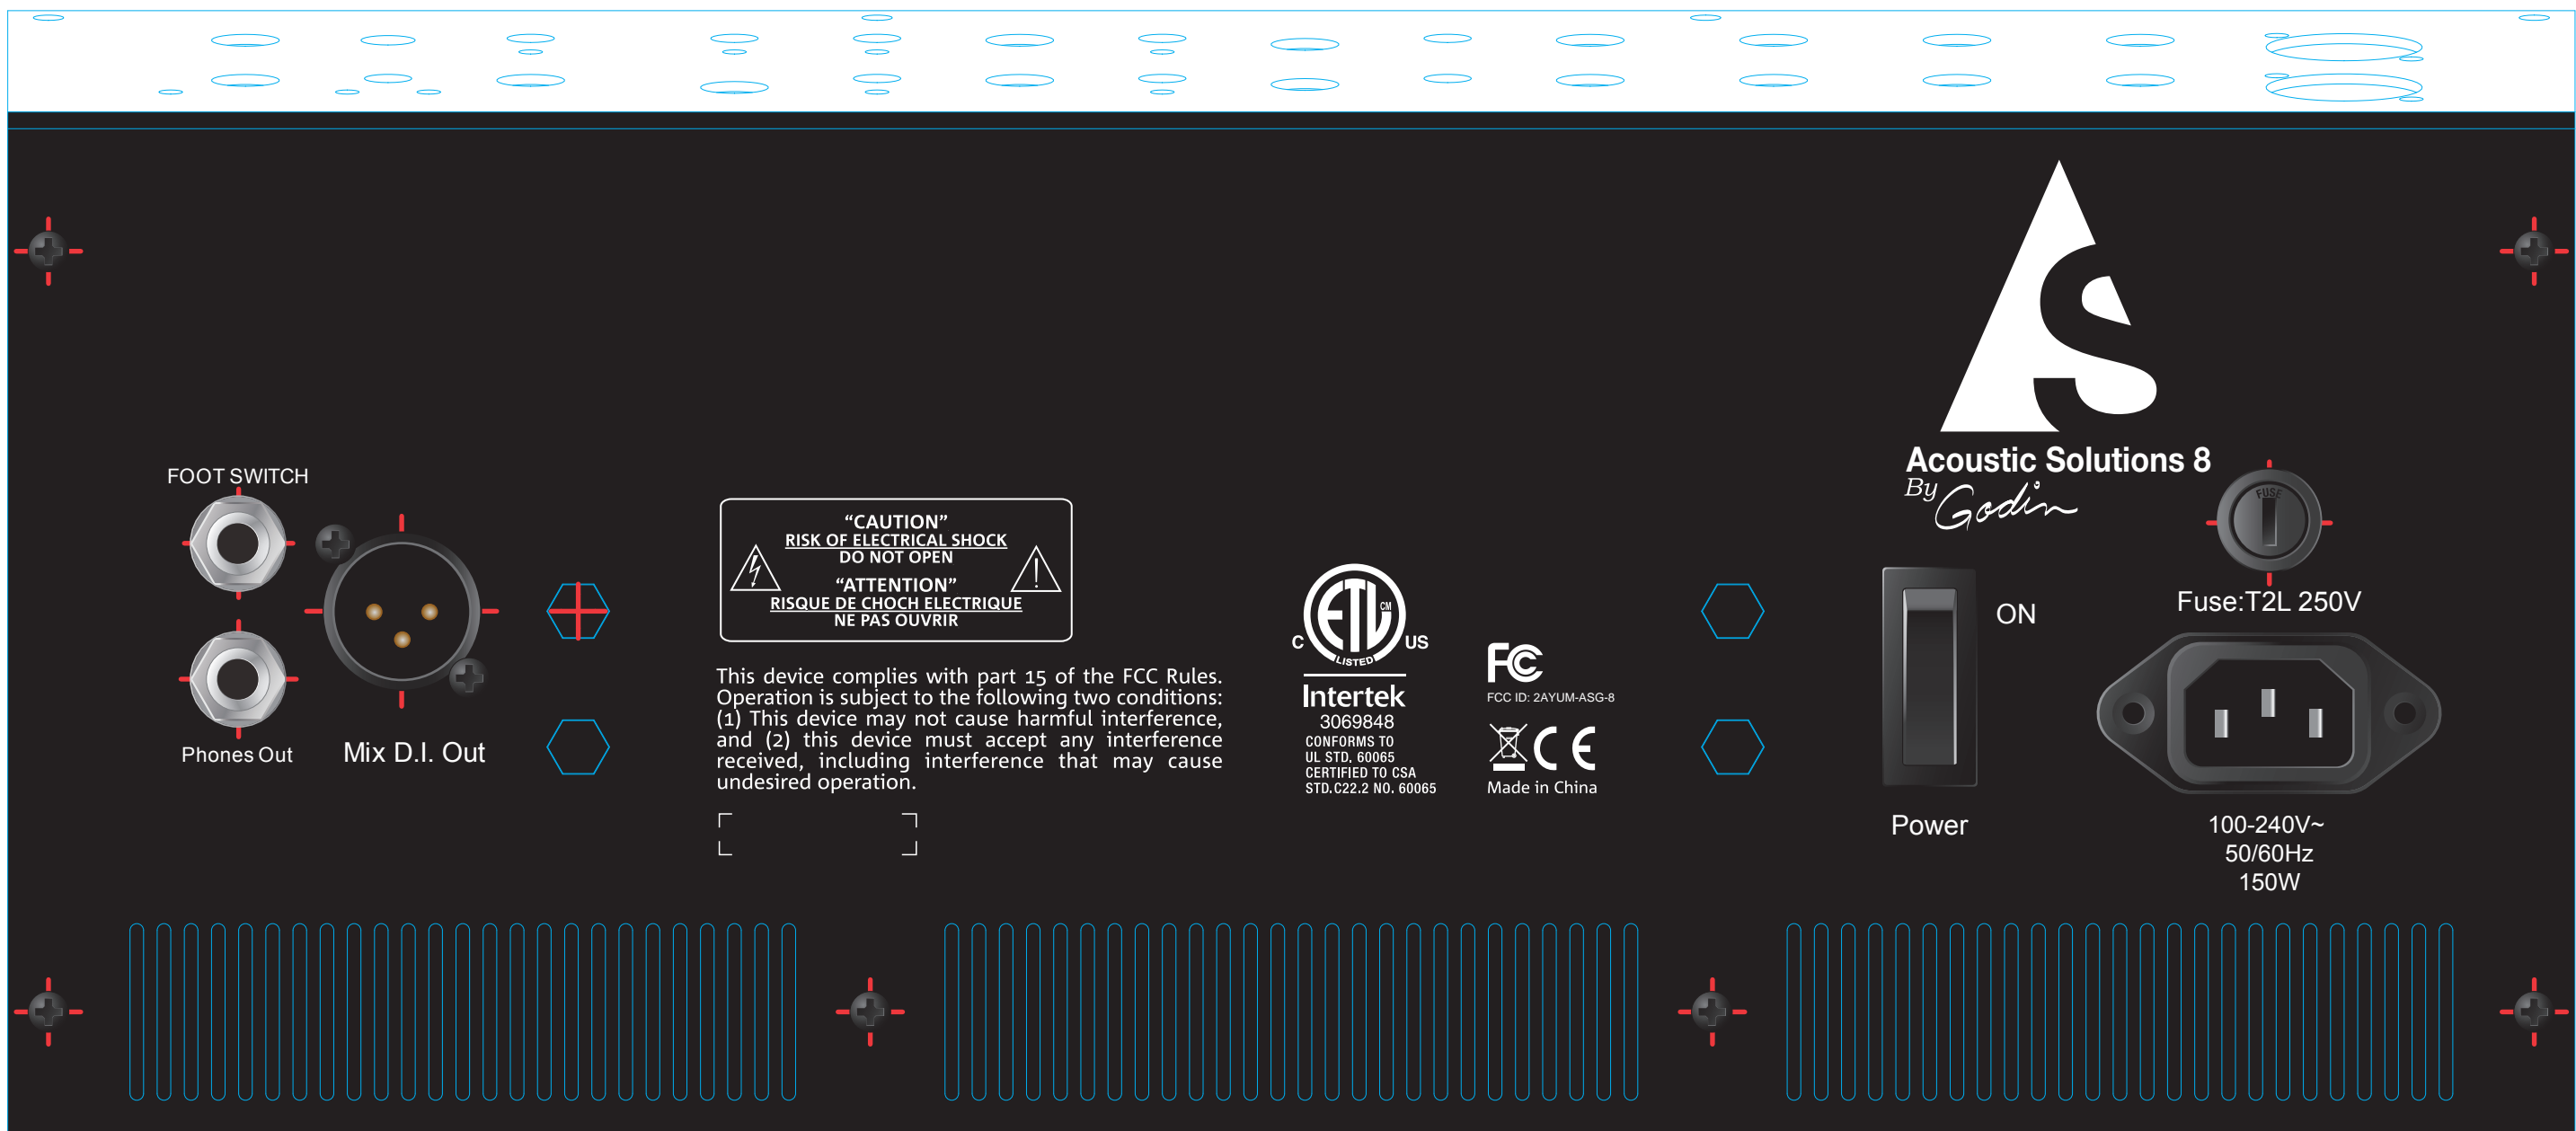 AS
Acoustic Solutions 8
By Godin
FOOT SWITCH
Phones Out
Mix D.I. Out
“CAUTION”
RISK OF ELECTRICAL SHOCK
DO NOT OPEN
“ATTENTION”
RISQUE DE CHOCH ELECTRIQUE
NE PAS OUVRIR
This device complies with part 15 of the FCC Rules.
Operation is subject to the following two conditions:
(1) This device may not cause harmful interference,
and (2) this device must accept any interference
received, including interference that may cause
undesired operation.
ETL CM
C US
LISTED
Intertek
3069848
CONFORMS TO
UL STD. 60065
CERTIFIED TO CSA
STD.C22.2 NO. 60065
FC
FCC ID: 2AYUM-ASG-8
CE
Made in China
ON
Power
FUSE
Fuse:T2L 250V
100-240V~
50/60Hz
150W